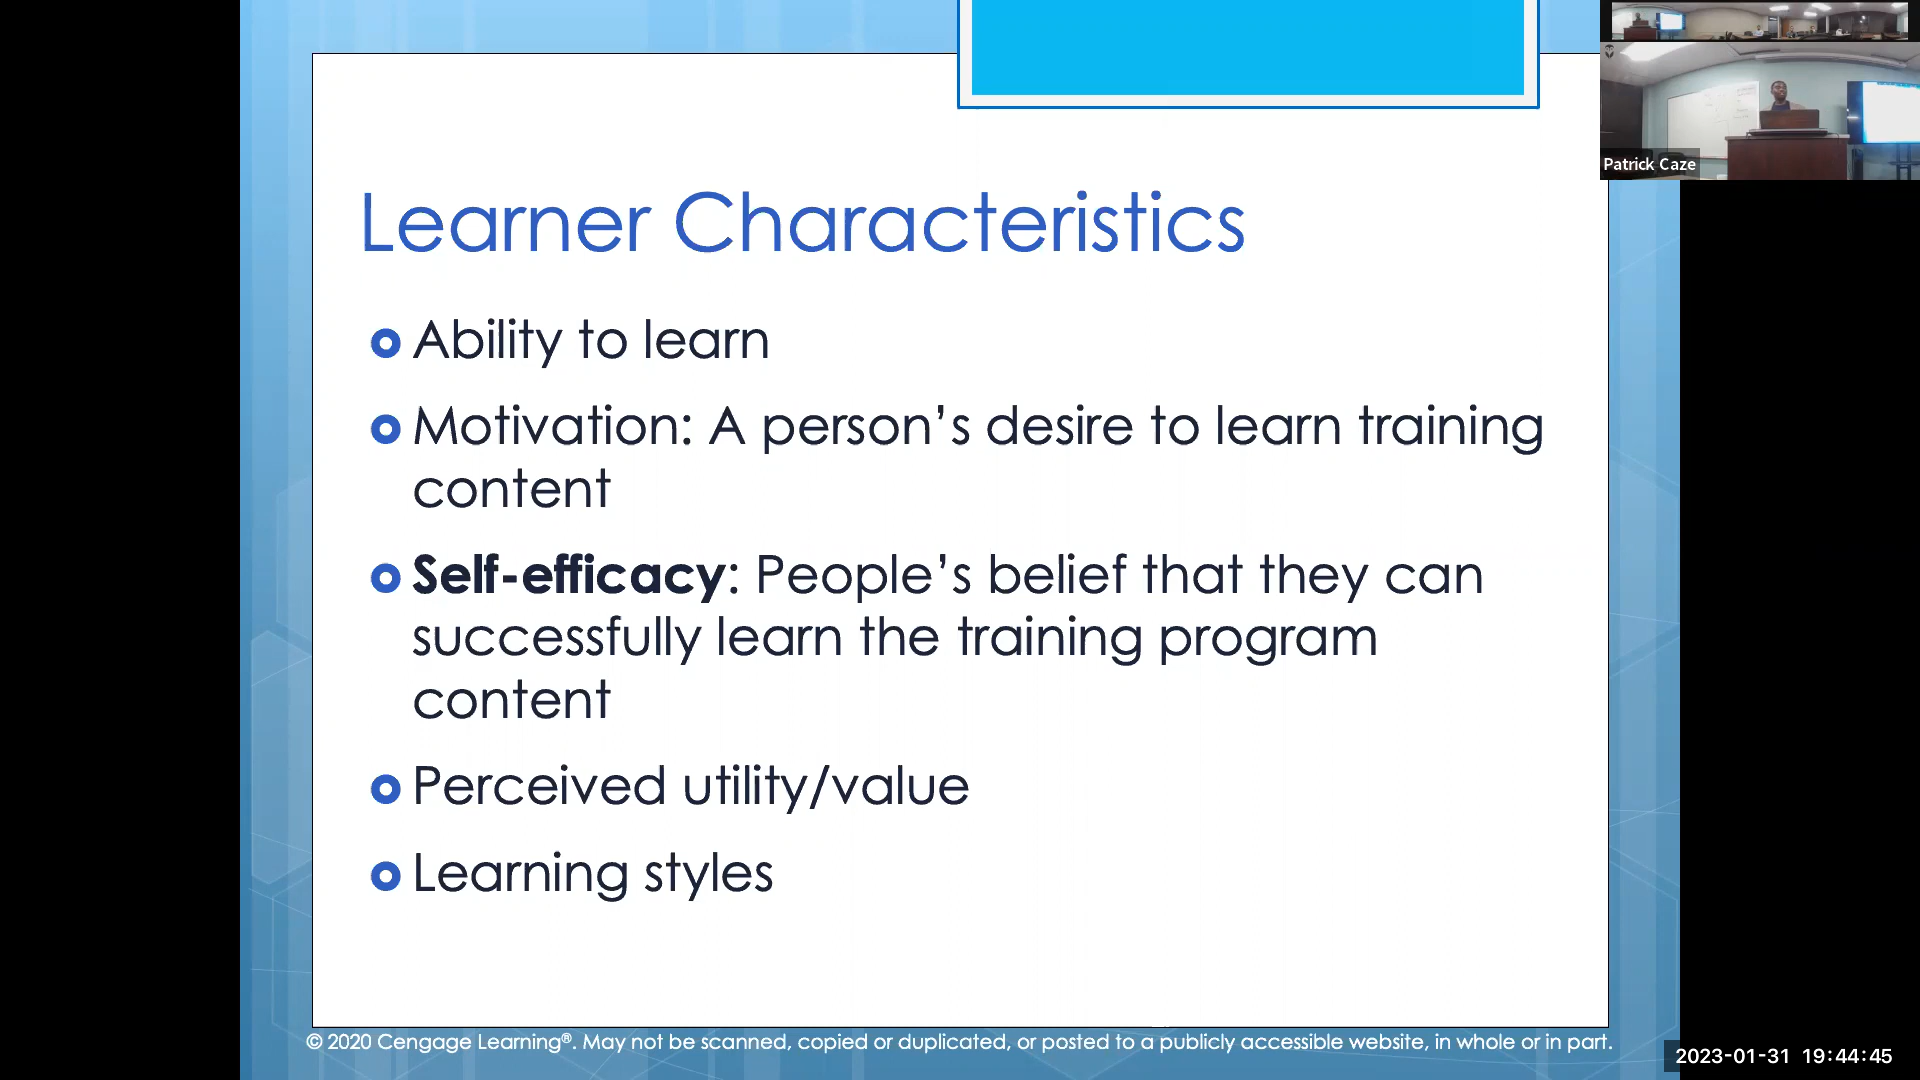 Patrick Caze
Learner Characteristics
Ability to learn
Motivation: A person’s desire to learn training
content
Self-efficacy: People’s belief that they can
successfully learn the training program
content
Perceived utility/value
Learning styles
© 2020 Cengage Learning®. May not be scanned, copied or duplicated, or posted to a publicly accessible website, in whole or in part.
2023-01-31 19:44:45